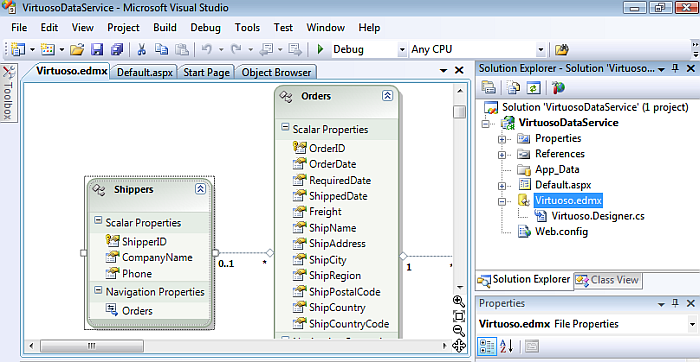 VirtuosoDataService - Microsoft Visual Studio
File Edit View Project Build Debug Data Tools Test Window Help
Debug Any CPU
Toolbox
Virtuoso.edmx Default.aspx Start Page Object Browser
Shippers
Scalar Properties
ShipperID
CompanyName
Phone
Navigation Properties
Orders
0..1
*
Orders
Scalar Properties
OrderID
OrderDate
RequiredDate
ShippedDate
Freight
ShipName
ShipAddress
ShipCity
ShipRegion
ShipPostalCode
ShipCountry
ShipCountryCode
1
Solution Explorer - Solution 'Virtuoso...
Solution 'VirtuosoDataService' (1 project)
VirtuosoDataService
Properties
References
App_Data
Default.aspx
Virtuoso.edmx
Virtuoso.Designer.cs
Web.config
Solution Explorer Class View
Properties
Virtuoso.edmx File Properties